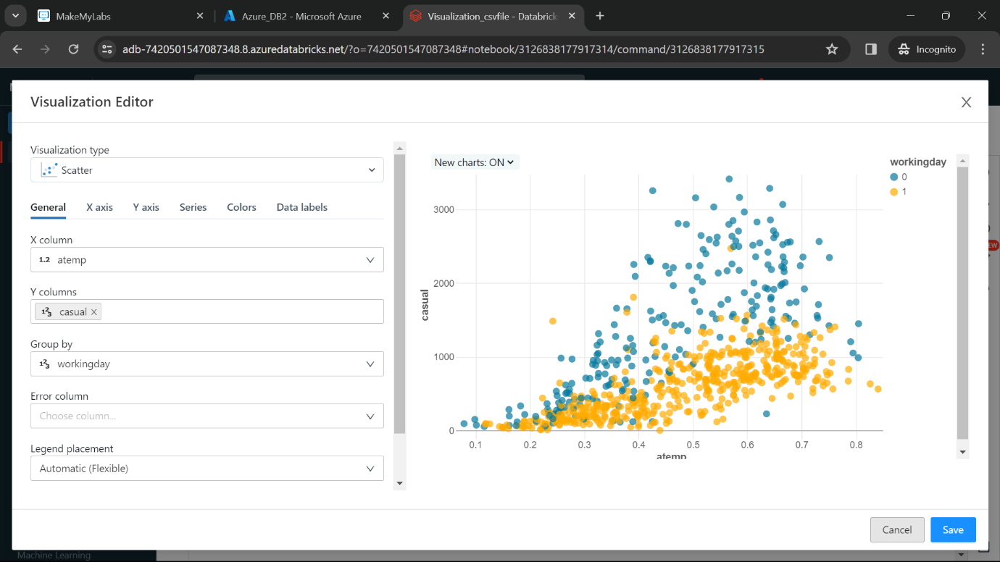 MakeMyLabs
Azure_DB2 - Microsoft Azure
Visualization_csvfile - Databrick
adb-7420501547087348.8.azuredatabricks.net/?o=7420501547087348#notebook/3126838177917314/command/3126838177917315
Incognito
Visualization Editor
Visualization type
Scatter
General
X axis
Y axis
Series
Colors
Data labels
X column
1.2 atemp
Y columns
1²3 casual
Group by
1²3 workingday
Error column
Choose column...
Legend placement
Automatic (Flexible)
New charts: ON
workingday
0
1
casual
3000
2000
1000
0
0.1 0.2 0.3 0.4 0.5 0.6 0.7 0.8
atemp
Cancel
Save
Machine Learning